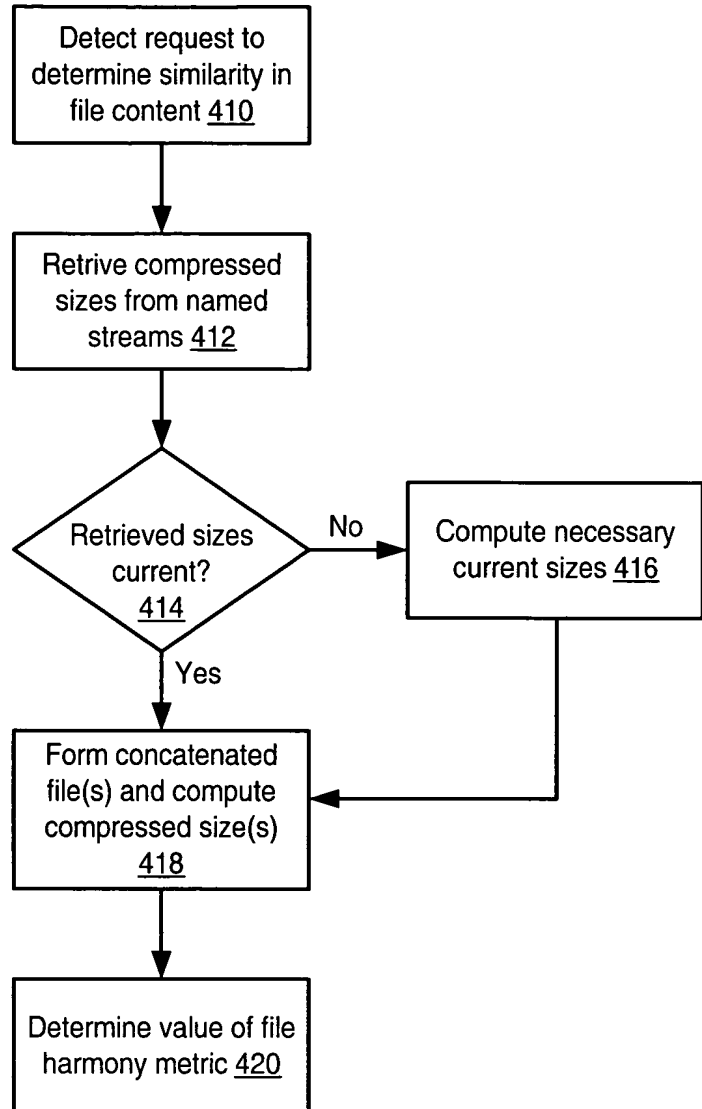 Detect request to
determine similarity in
file content 410
Retrive compressed
sizes from named
streams 412
Retrieved sizes
current?
414
No
Compute necessary
current sizes 416
Yes
Form concatenated
file(s) and compute
compressed size(s)
418
Determine value of file
harmony metric 420